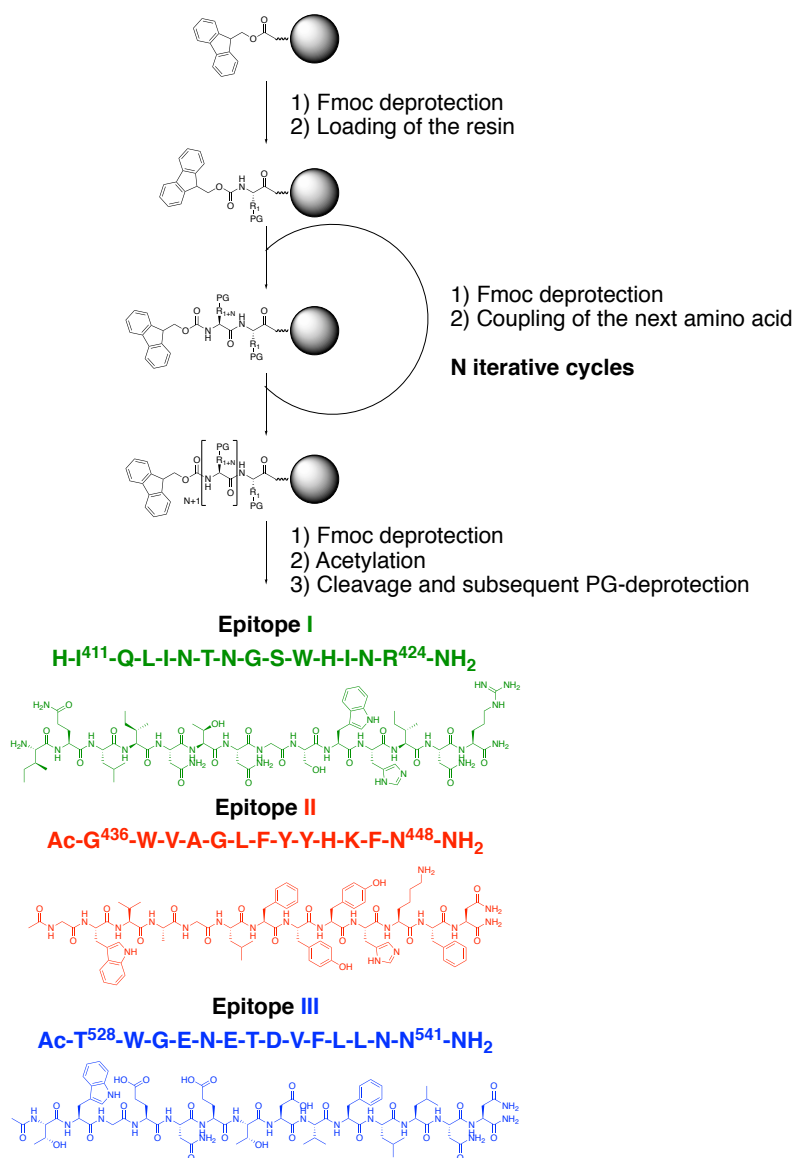 1) Fmoc deprotection
2) Loading of the resin
1) Fmoc deprotection
2) Coupling of the next amino acid
N iterative cycles
1) Fmoc deprotection
2) Acetylation
3) Cleavage and subsequent PG-deprotection
Epitope I
H-I⁴¹¹-Q-L-I-N-T-N-G-S-W-H-I-N-R⁴²⁴-NH₂
Epitope II
Ac-G⁴³⁶-W-V-A-G-L-F-Y-Y-H-K-F-N⁴⁴⁸-NH₂
Epitope III
Ac-T⁵²⁸-W-G-E-N-E-T-D-V-F-L-L-N-N⁵⁴¹-NH₂